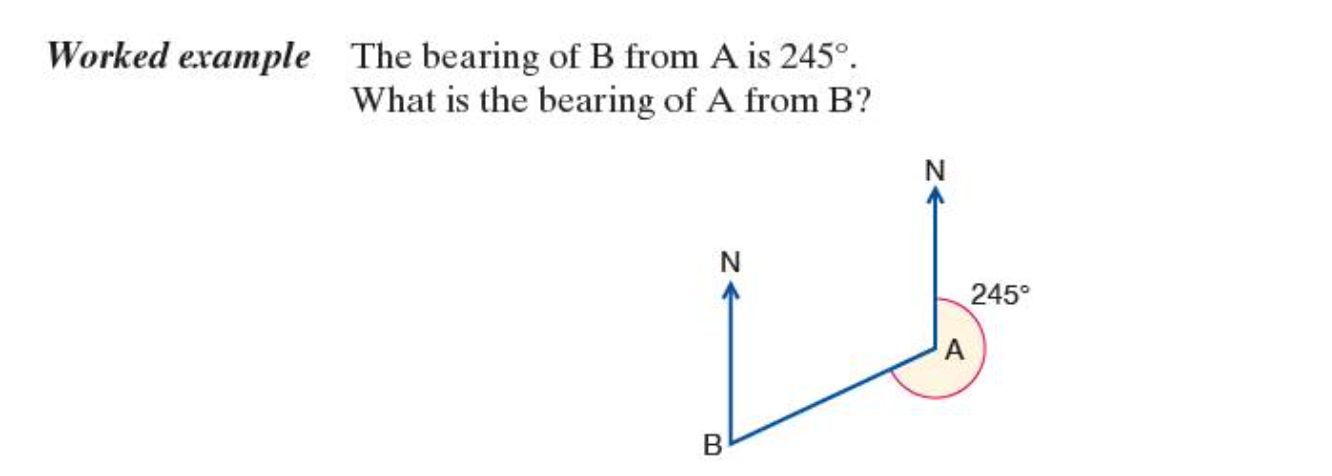 Worked example The bearing of B from A is 245°.
What is the bearing of A from B?
N
N
245°
A
B